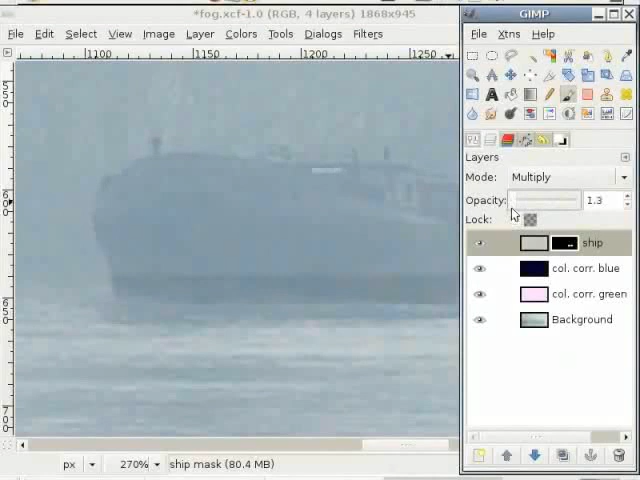 *fog.xcf-1.0 (RGB, 4 layers) 1868x945
GIMP
File Edit Select View Image Layer Colors Tools Dialogs Filters
File Xtns Help
1100 1150 1200 1250
Layers
Mode: Multiply
Opacity: 1.3
Lock:
ship
col. corr. blue
col. corr. green
Background
px 270% ship mask (80.4 MB)